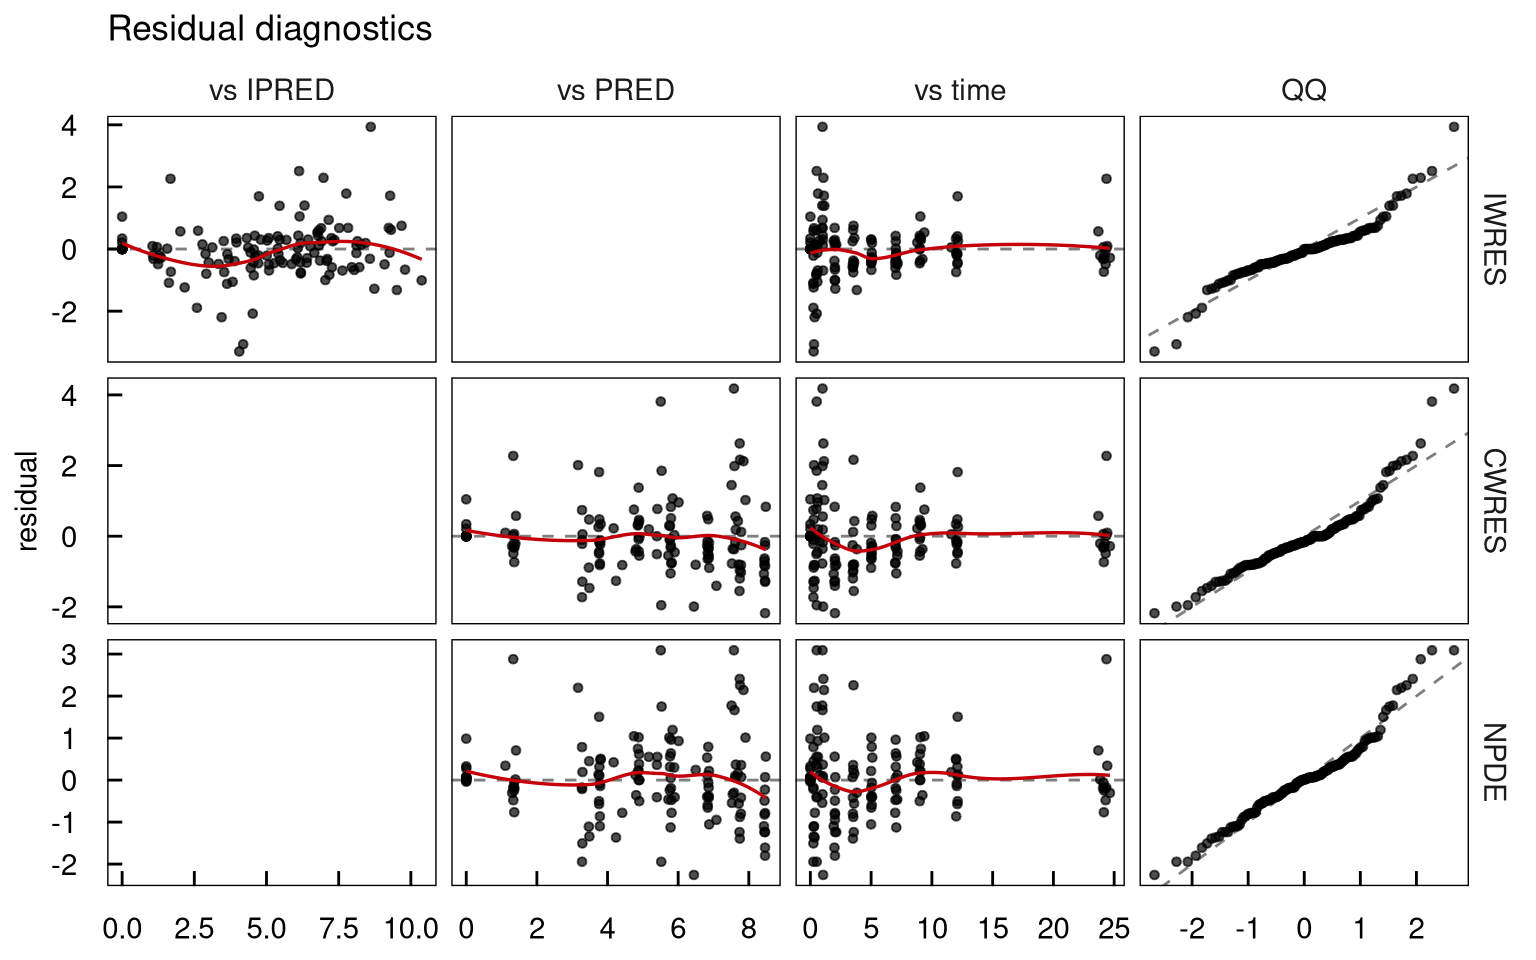 Residual diagnostics
vs IPRED
vs PRED
vs time
QQ
4
2
0
-2
IWRES
4
2
0
-2
CWRES
residual
3
2
1
0
-1
-2
NPDE
0.0 2.5 5.0 7.5 10.0
0 2 4 6 8
0 5 10 15 20 25
-2 -1 0 1 2